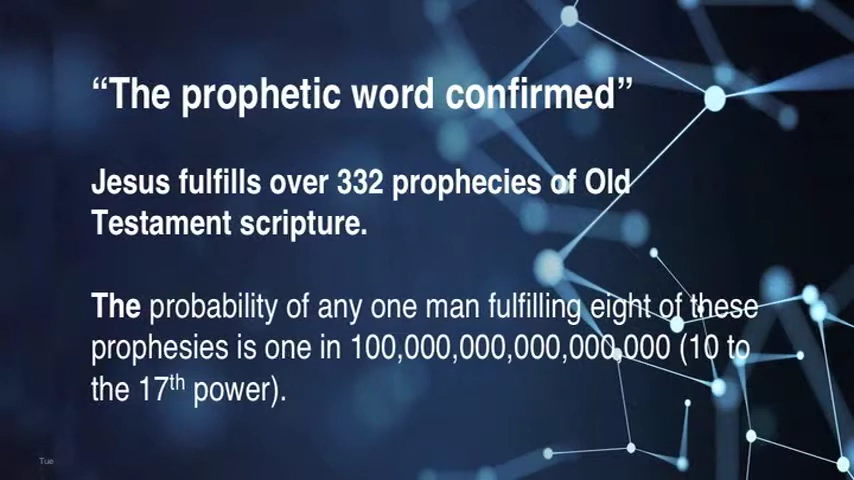 “The prophetic word confirmed”
Jesus fulfills over 332 prophecies of Old
Testament scripture.
The probability of any one man fulfilling eight of these
prophesies is one in 100,000,000,000,000,000 (10 to
the 17th power).
Tue